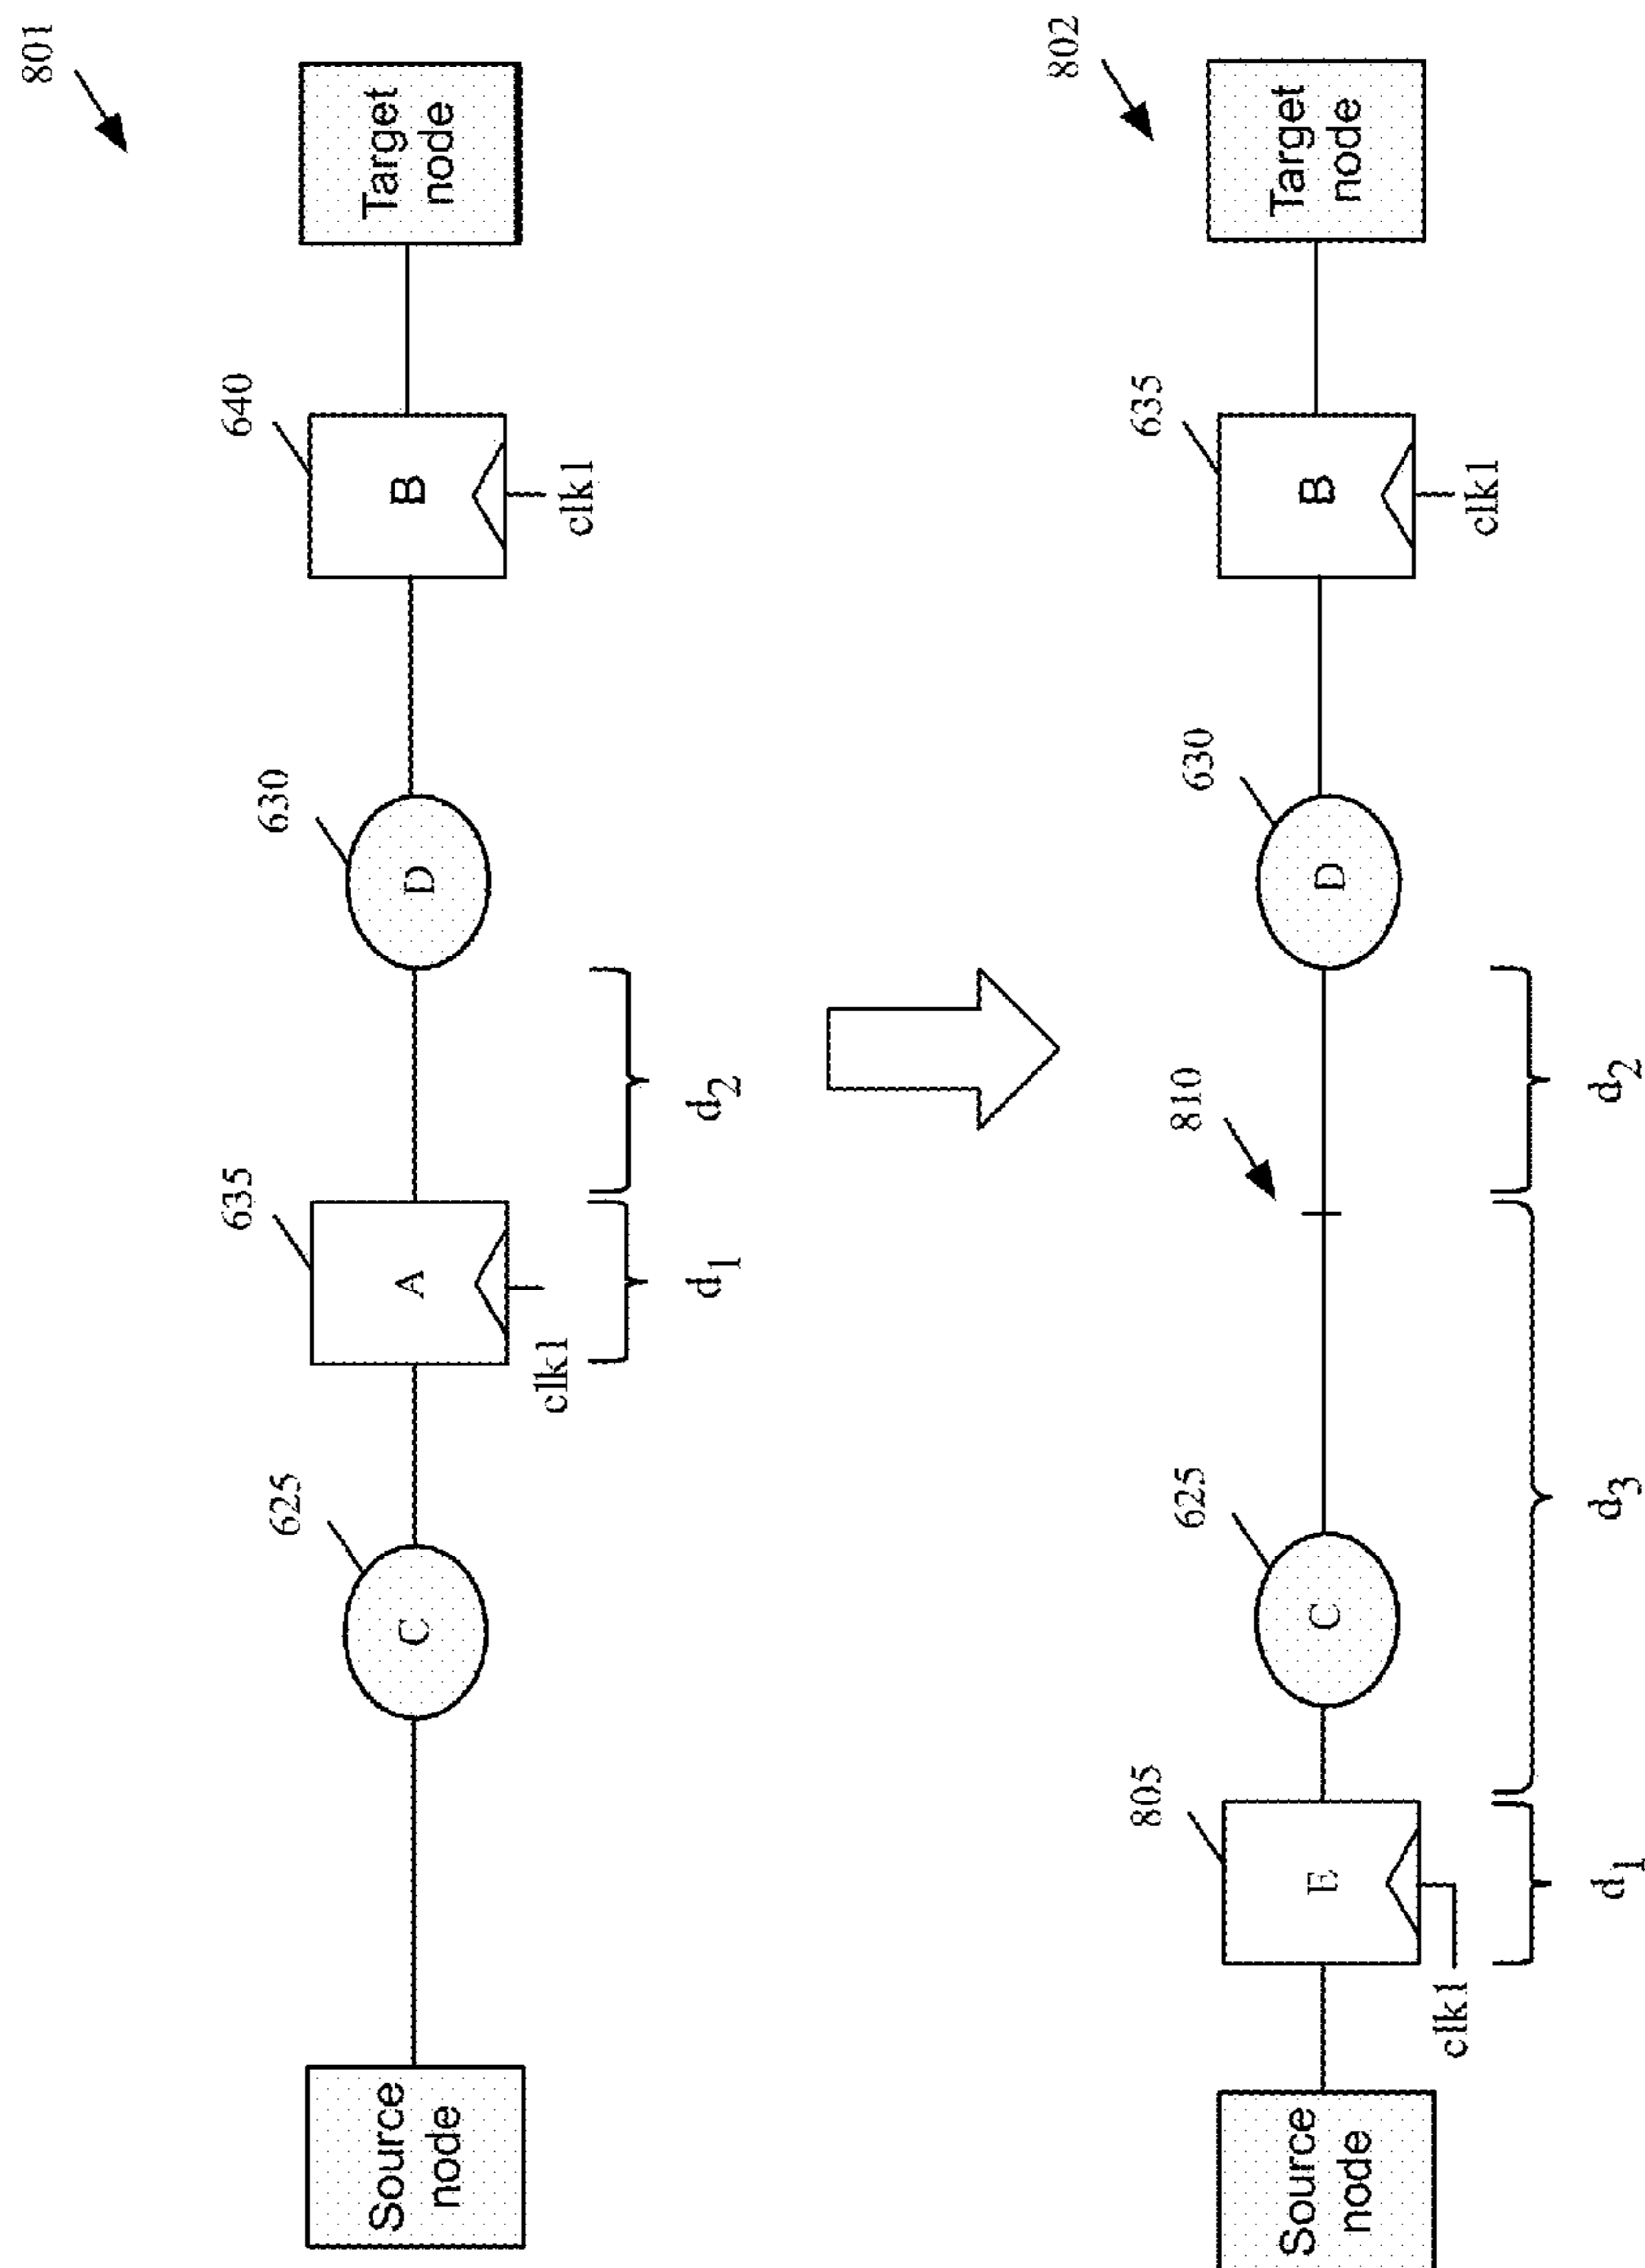 801
Source
node
625
C
635
A
clk1
630
D
640
B
clk1
Target
node
d1
d2
802
Source
node
805
E
clk1
625
C
810
630
D
635
B
clk1
Target
node
d1
d3
d2